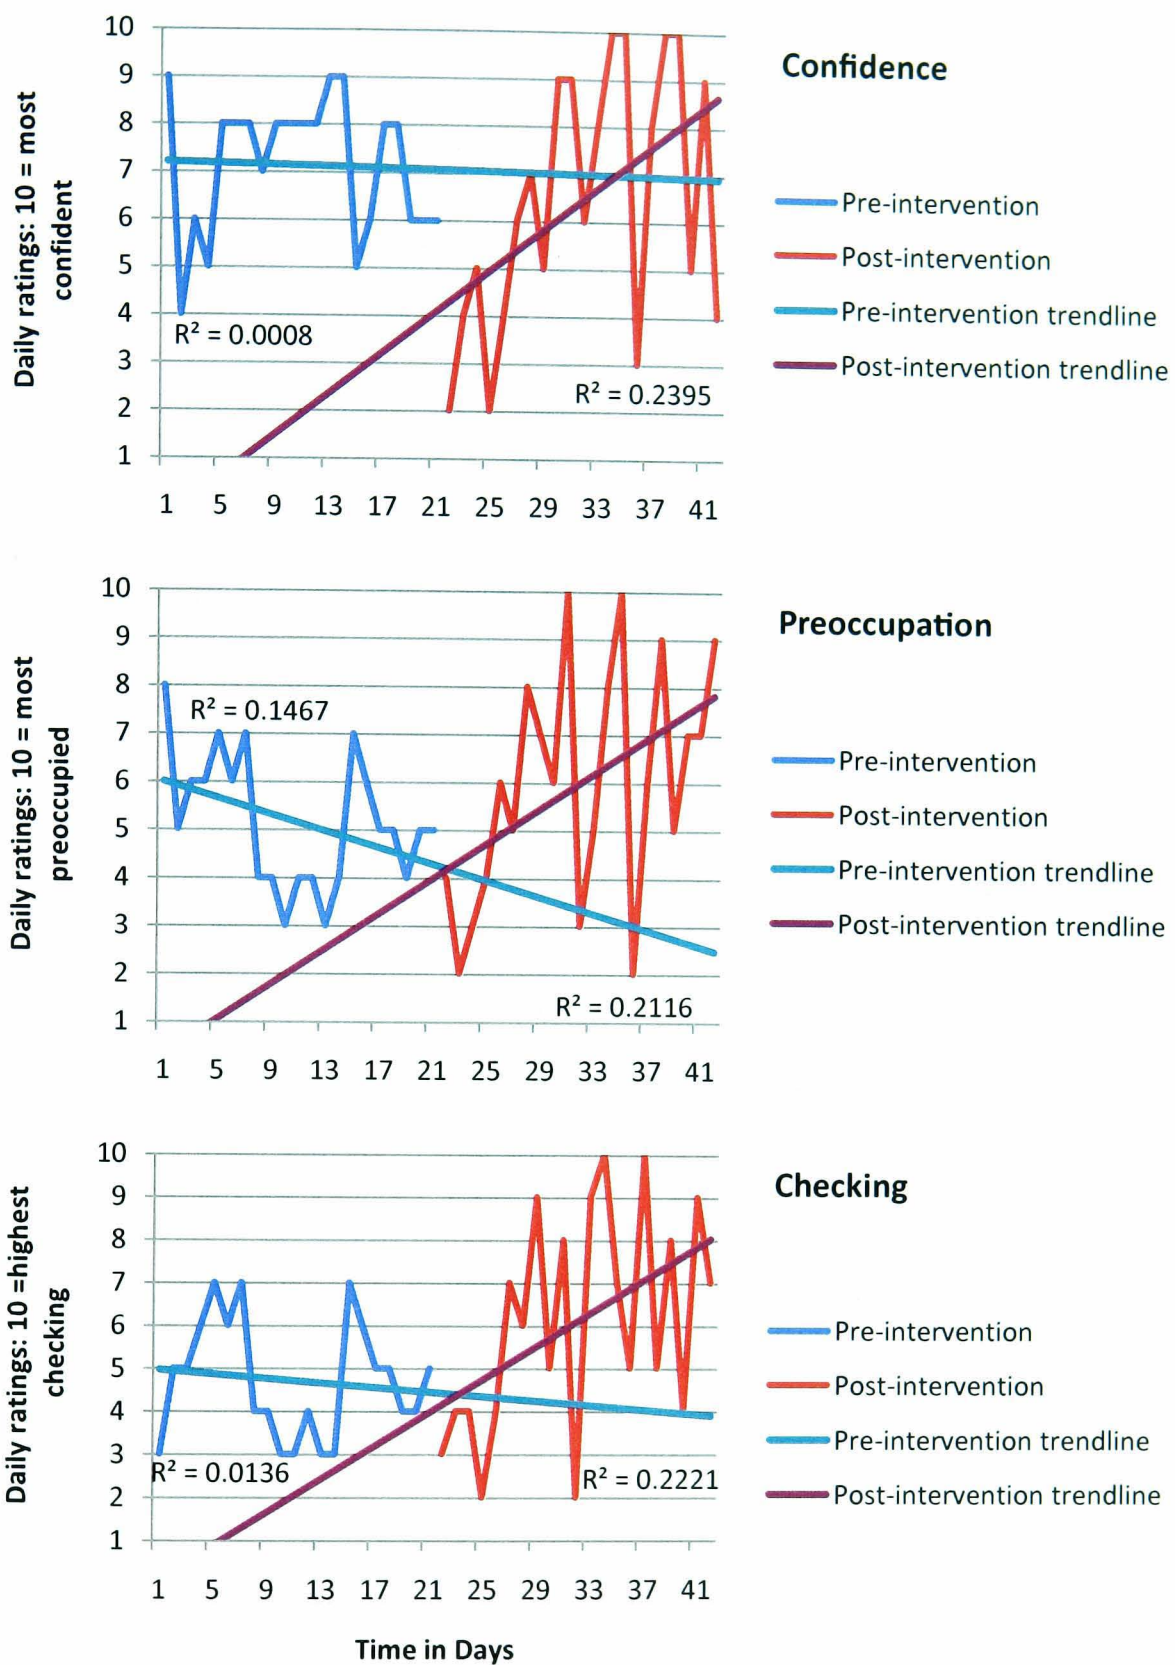 Confidence
Daily ratings: 10 = most
confident
10
9
8
7
6
5
4
3
2
1
R² = 0.0008
R² = 0.2395
1 5 9 13 17 21 25 29 33 37 41
Pre-intervention
Post-intervention
Pre-intervention trendline
Post-intervention trendline
Preoccupation
Daily ratings: 10 = most
preoccupied
10
9
8
7
6
5
4
3
2
1
R² = 0.1467
R² = 0.2116
1 5 9 13 17 21 25 29 33 37 41
Pre-intervention
Post-intervention
Pre-intervention trendline
Post-intervention trendline
Checking
Daily ratings: 10 =highest
checking
10
9
8
7
6
5
4
3
2
1
R² = 0.0136
R² = 0.2221
1 5 9 13 17 21 25 29 33 37 41
Pre-intervention
Post-intervention
Pre-intervention trendline
Post-intervention trendline
Time in Days